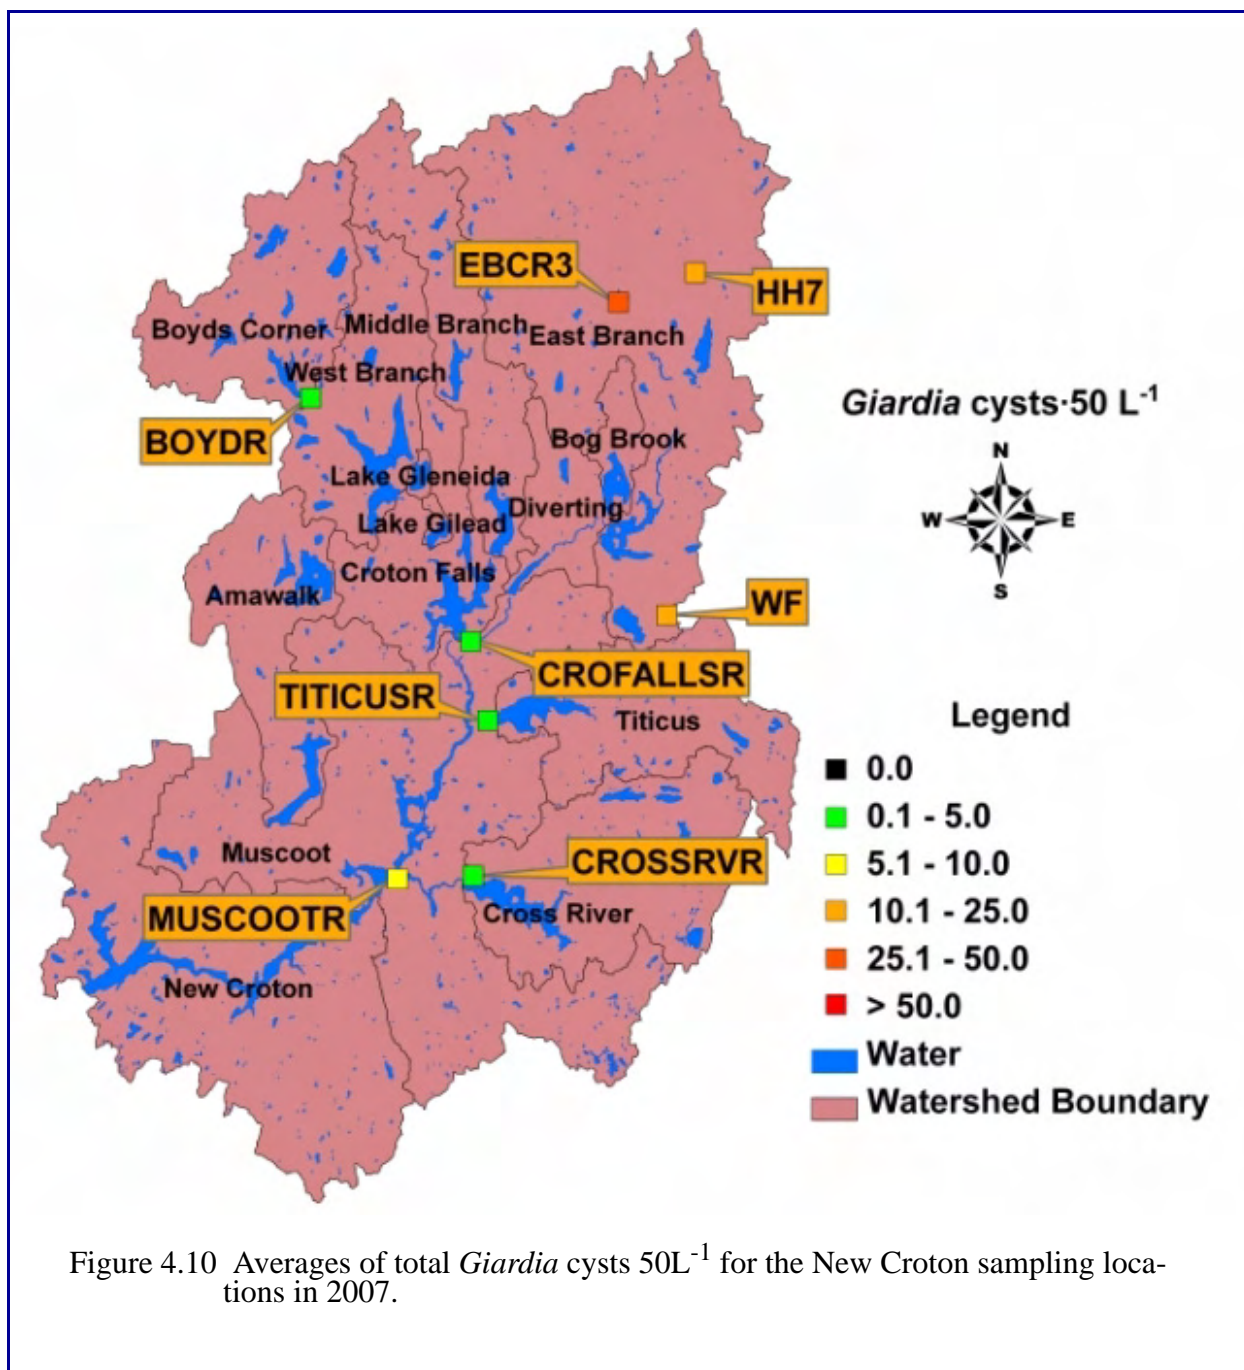 EBCR3
HH7
Boyds Corner
Middle Branch
East Branch
West Branch
BOYDR
Giardia cysts·50 L-1
Bog Brook
N
Lake Gleneida
Diverting
W
E
Lake Gilead
Croton Falls
S
Amawalk
WF
CROFALLSR
TITICUSR
Titicus
Legend
0.0
0.1 - 5.0
5.1 - 10.0
10.1 - 25.0
25.1 - 50.0
> 50.0
Water
Watershed Boundary
Muscoot
CROSSRVR
MUSCOOTR
Cross River
New Croton
Figure 4.10 Averages of total Giardia cysts 50L-1 for the New Croton sampling loca-
tions in 2007.